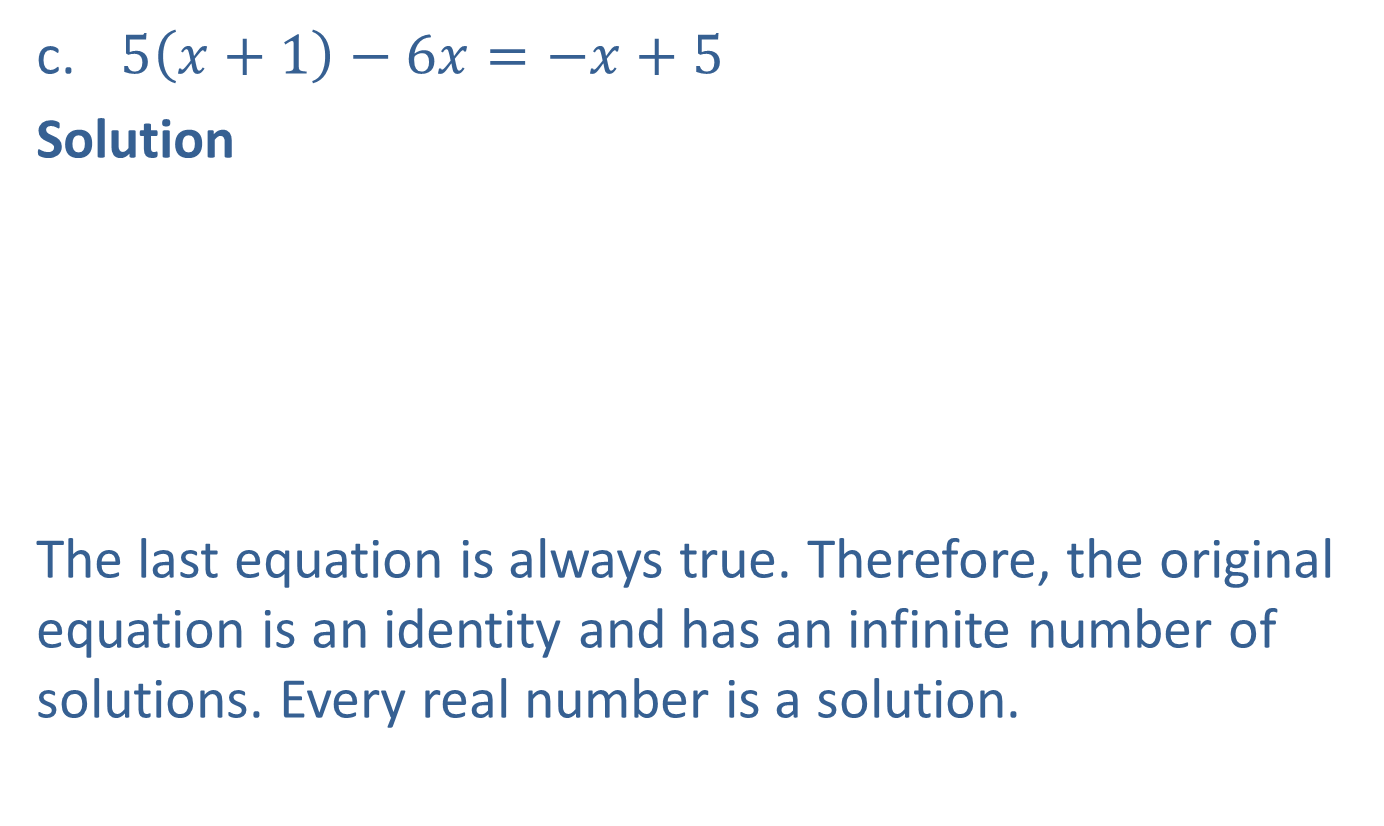 c. 5(x + 1) − 6x = −x + 5
Solution
The last equation is always true. Therefore, the original
equation is an identity and has an infinite number of
solutions. Every real number is a solution.